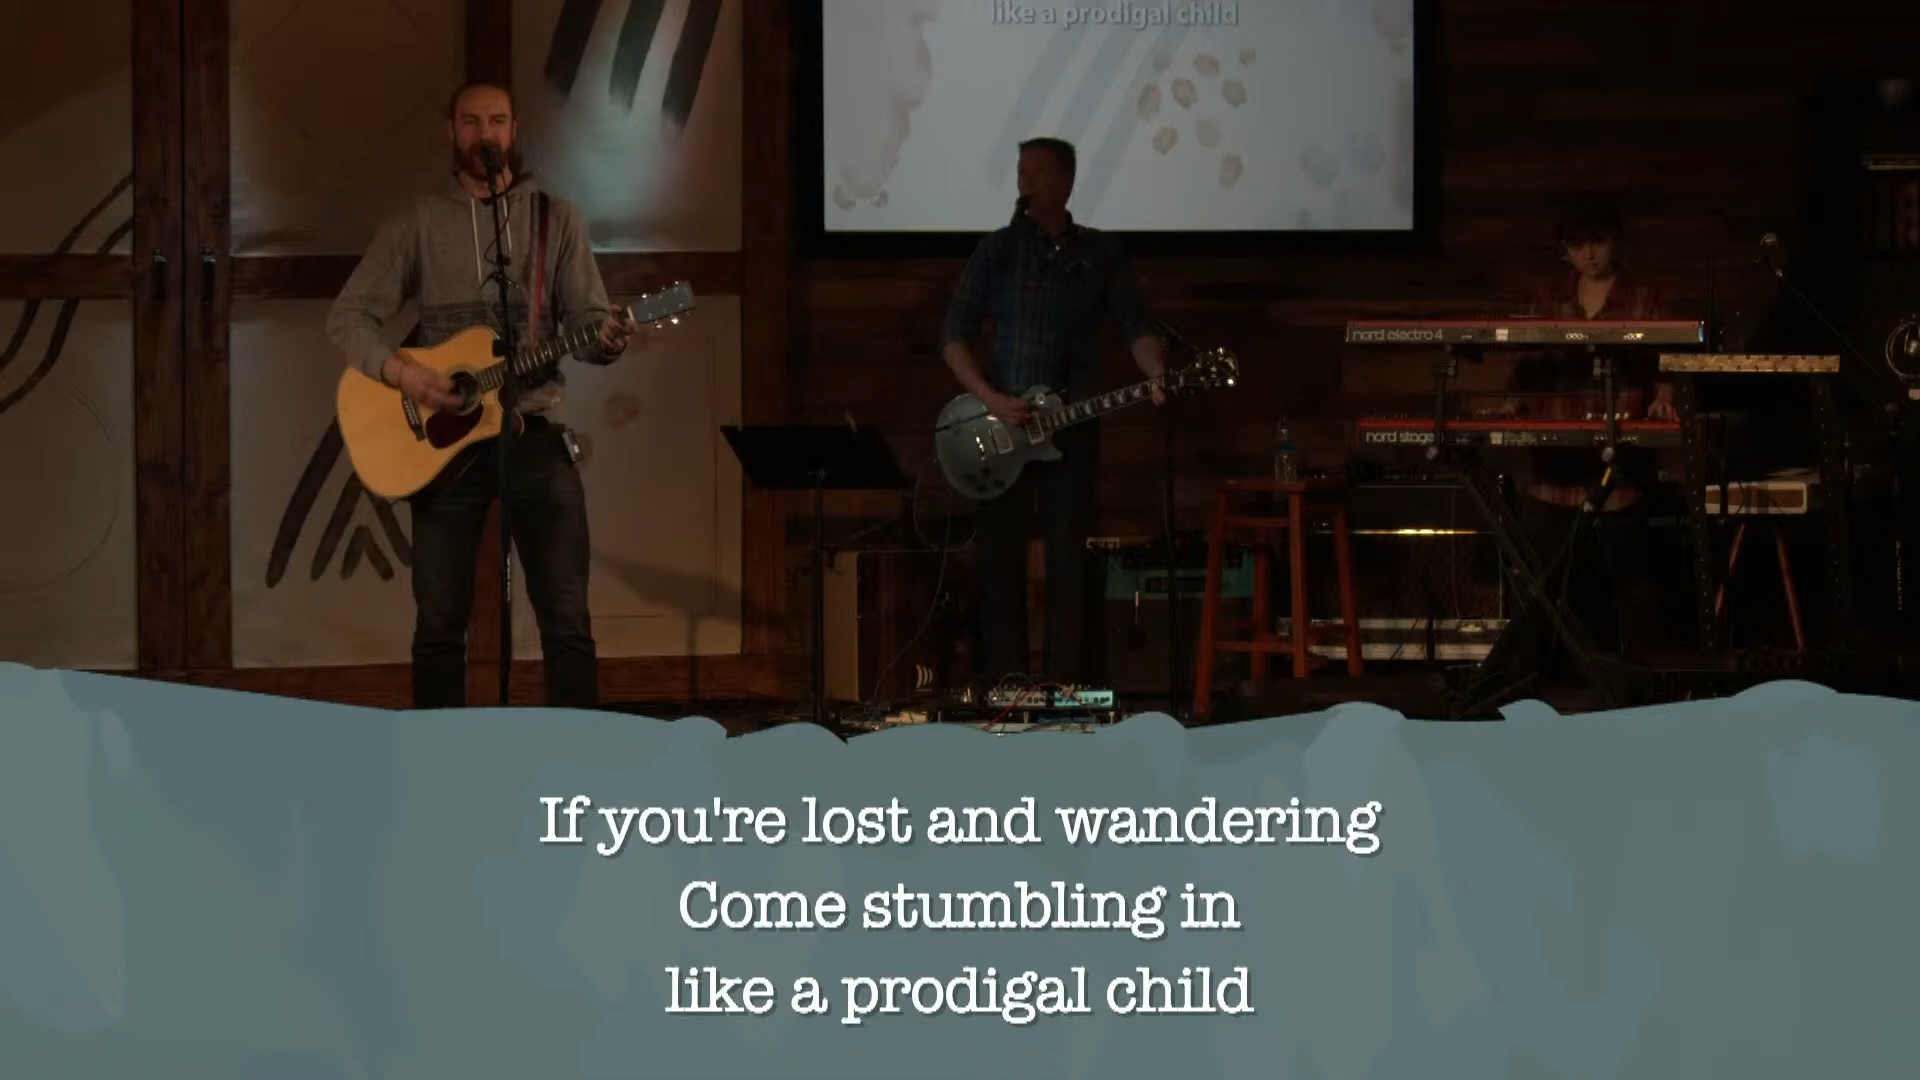 like a prodigal child
nord electro 4
nord stage
If you're lost and wandering
Come stumbling in
like a prodigal child